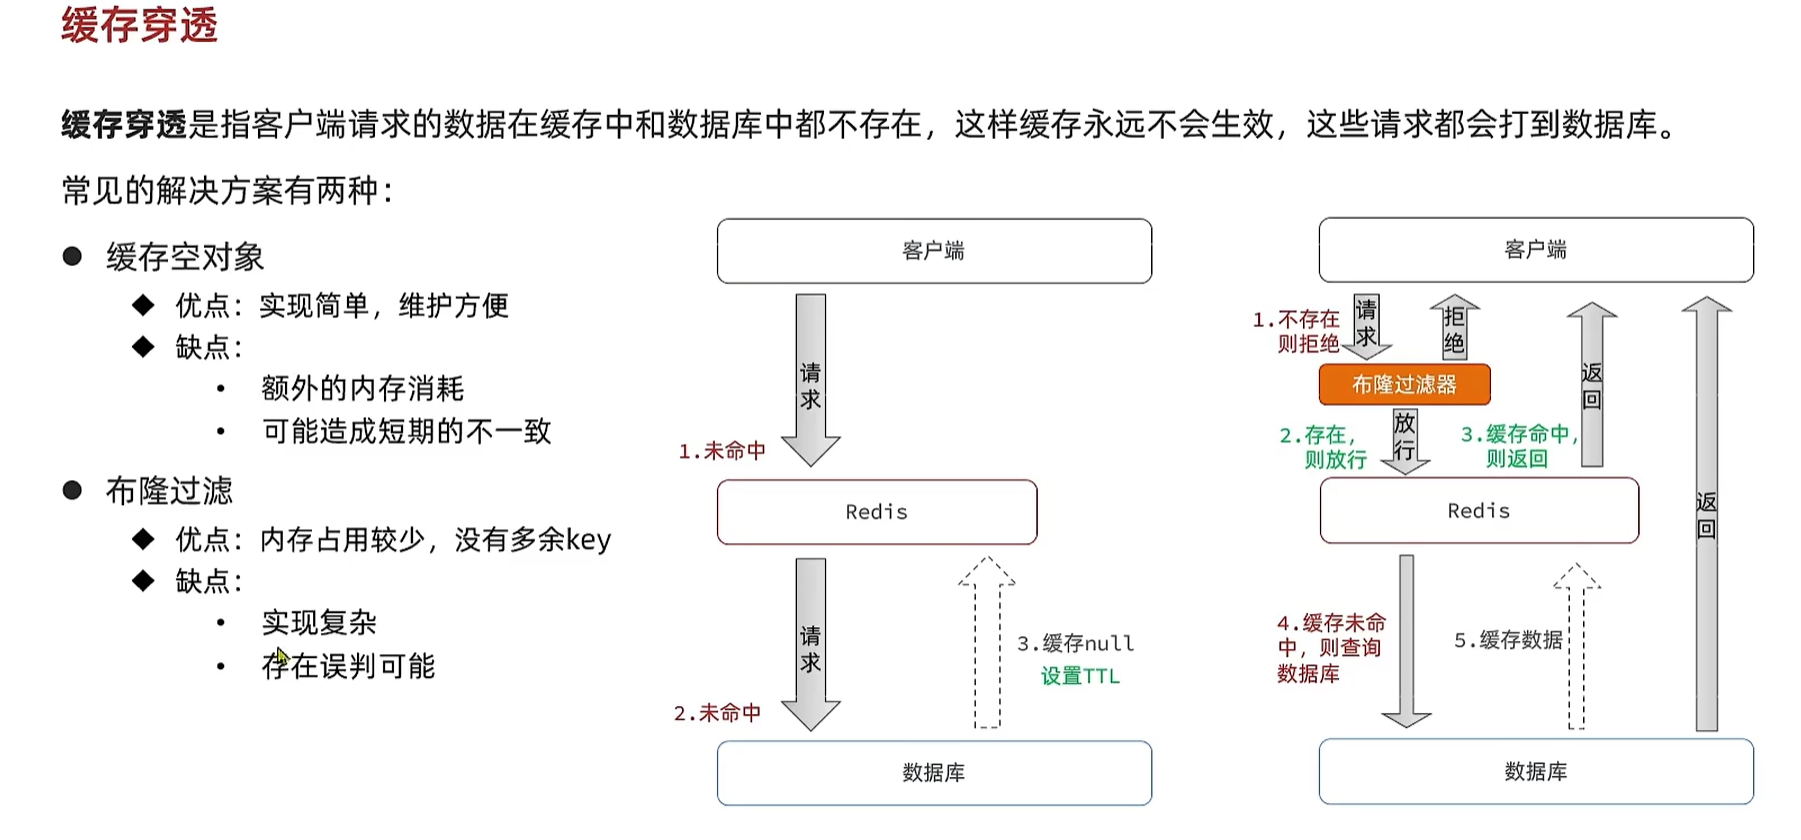 缓存穿透
缓存穿透是指客户端请求的数据在缓存中和数据库中都不存在，这样缓存永远不会生效，这些请求都会打到数据库。
常见的解决方案有两种：
缓存空对象
优点：实现简单，维护方便
缺点：
额外的内存消耗
可能造成短期的不一致
布隆过滤
优点：内存占用较少，没有多余key
缺点：
实现复杂
存在误判可能
客户端
请求
1.未命中
Redis
请求
3.缓存null
设置TTL
2.未命中
数据库
客户端
1.不存在
则拒绝
请求
拒绝
布隆过滤器
返回
2.存在，
则放行
放行
3.缓存命中，
则返回
Redis
返回
4.缓存未命
中，则查询
数据库
5.缓存数据
数据库